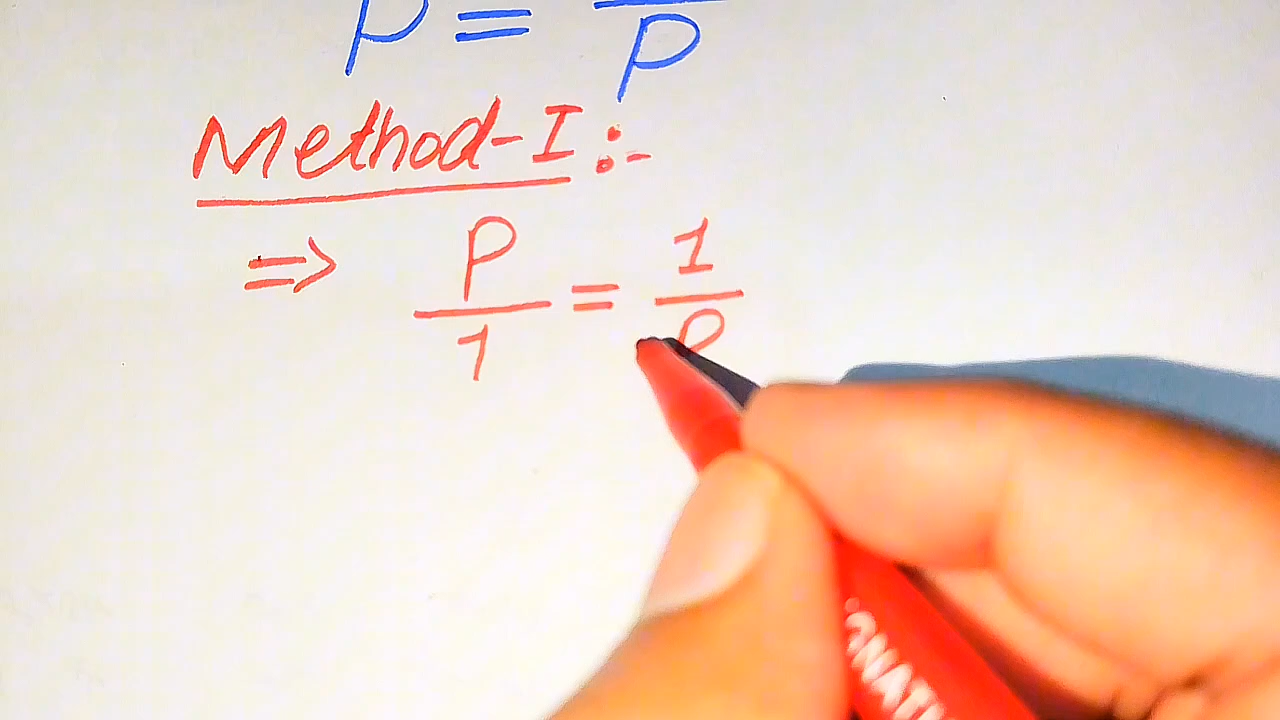 P = / P
Method-I :-
⇒ P/1 = 1/P